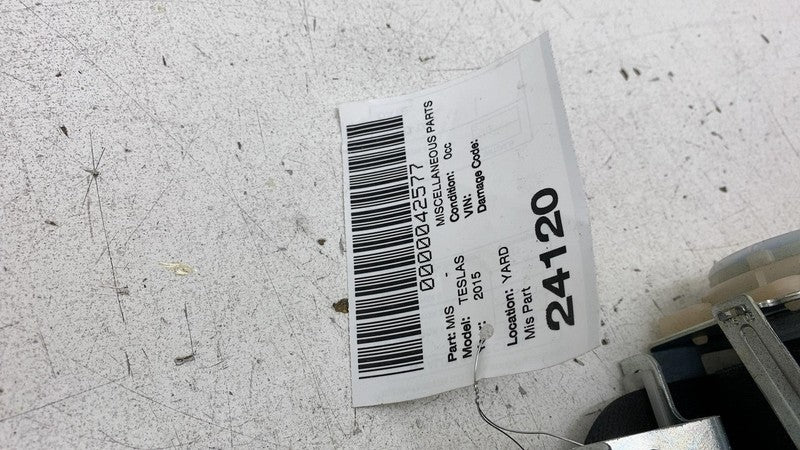 0000042577
Part: MIS - MISCELLANEOUS PARTS
Model: TESLAS Condition: 0cc
2015 VIN:
Damage Code:
Location: YARD
Mis Part
24120